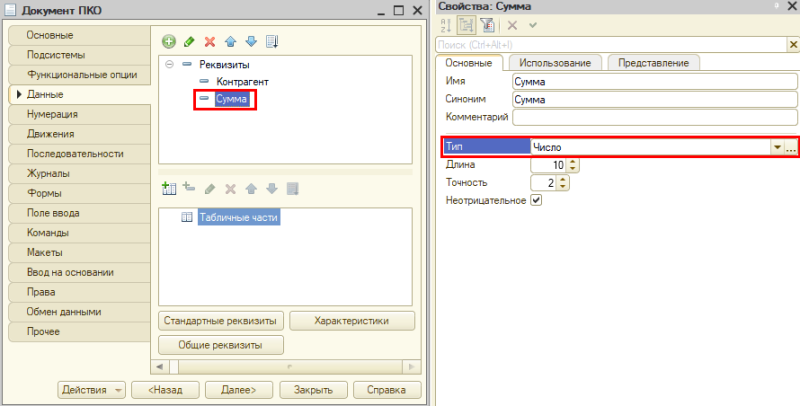 Документ ПКО
Основные
Подсистемы
Функциональные опции
Данные
Нумерация
Движения
Последовательности
Журналы
Формы
Поле ввода
Команды
Макеты
Ввод на основании
Права
Обмен данными
Прочее
Реквизиты
Контрагент
Сумма
Табличные части
Стандартные реквизиты
Характеристики
Общие реквизиты
Действия
<Назад
Далее>
Закрыть
Справка
Свойства: Сумма
Поиск (Ctrl+Alt+I)
Основные
Использование
Представление
Имя Сумма
Синоним Сумма
Комментарий
Тип Число
Длина 10
Точность 2
Неотрицательное